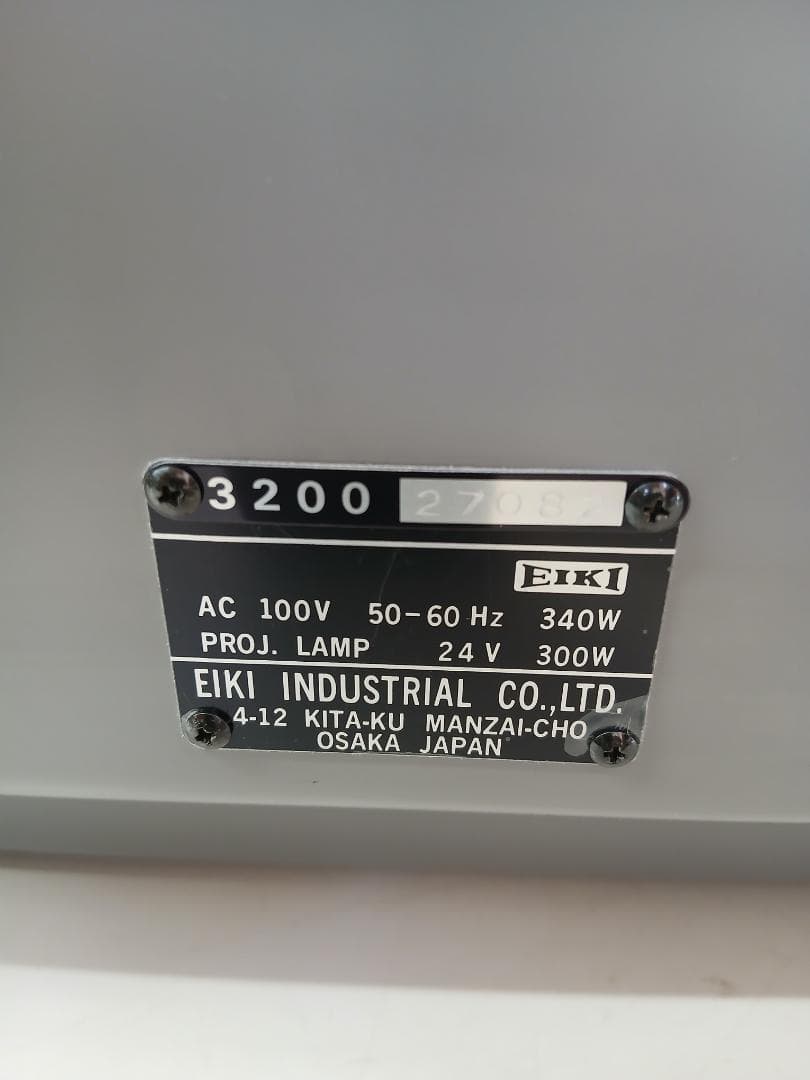 3200
EIKI
AC 100V 50-60 Hz 340W
PROJ. LAMP 24V 300W
EIKI INDUSTRIAL CO.,LTD.
4-12 KITA-KU MANZAI-CHO
OSAKA JAPAN